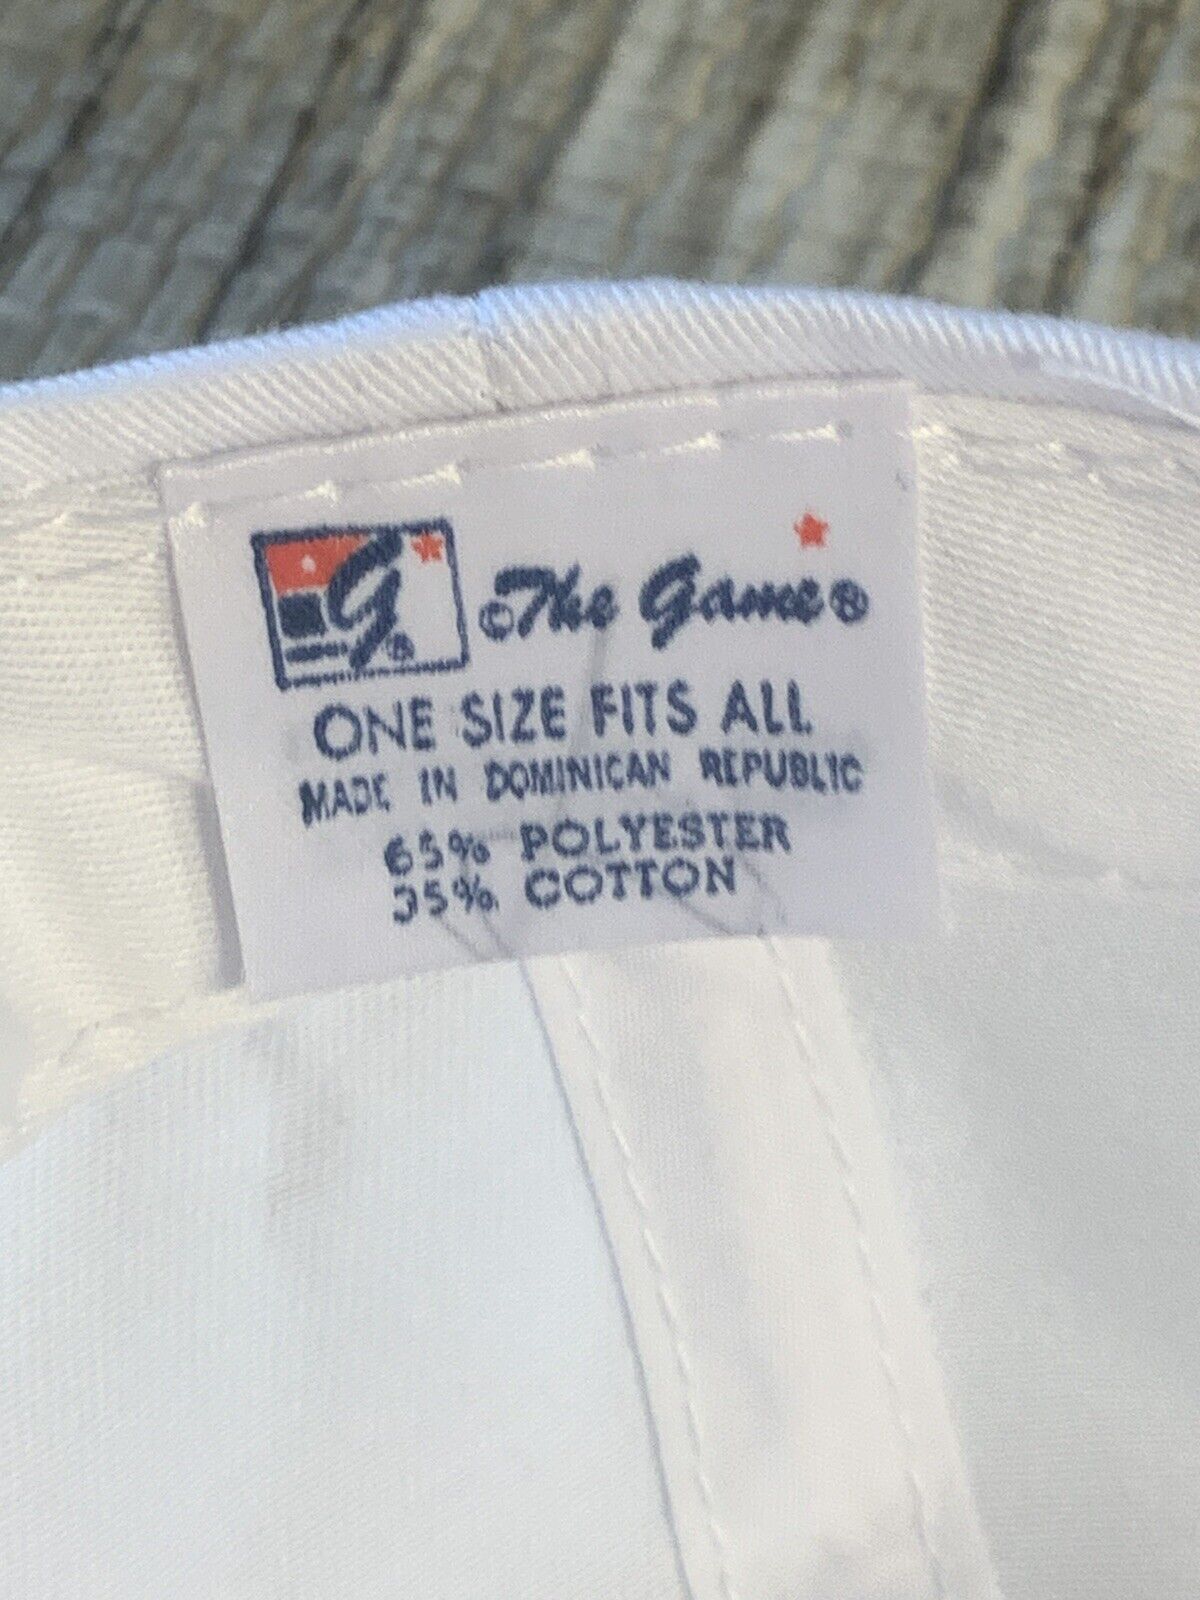 G®
©The Game®
ONE SIZE FITS ALL
MADE IN DOMINICAN REPUBLIC
65% POLYESTER
35% COTTON